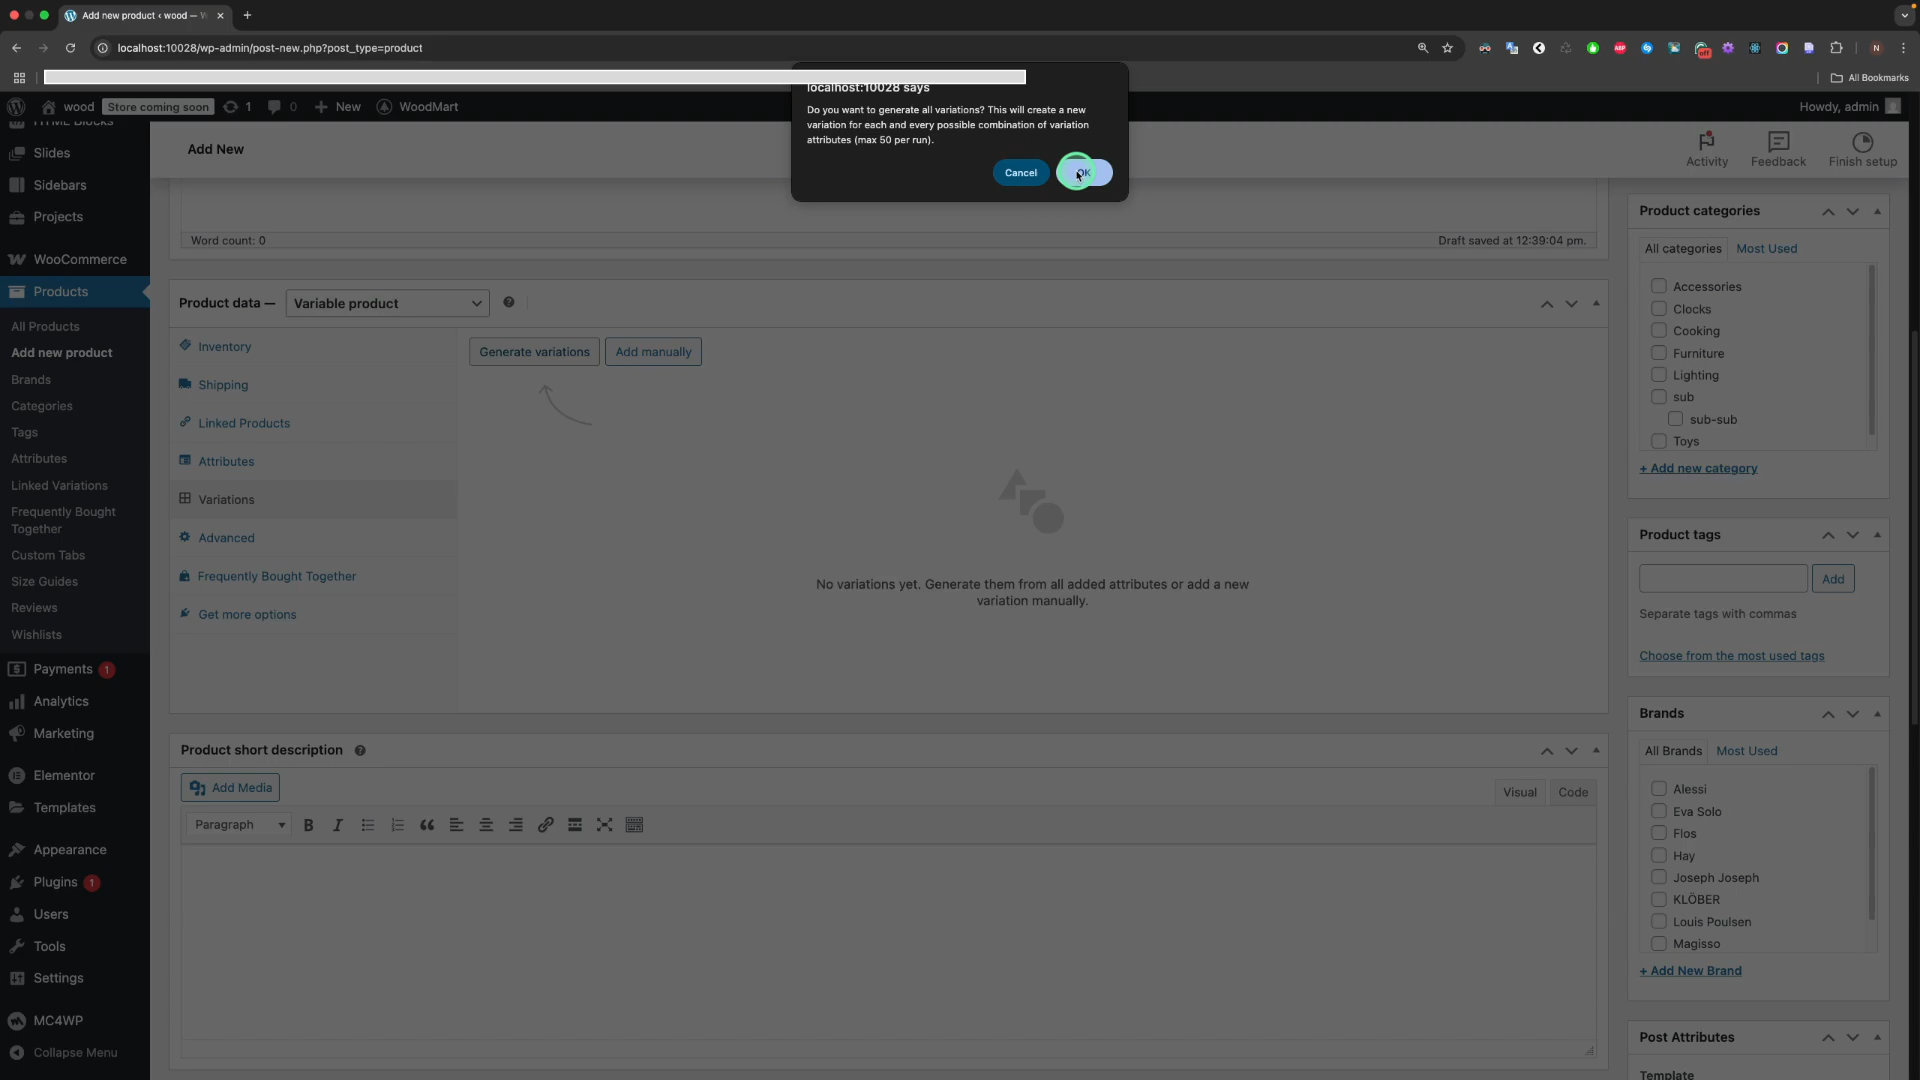 Add new product ‹ wood — W
localhost:10028/wp-admin/post-new.php?post_type=product
All Bookmarks
localhost:10028 says
Do you want to generate all variations? This will create a new
variation for each and every possible combination of variation
attributes (max 50 per run).
Cancel
OK
wood
Store coming soon
1
0
New
WoodMart
Howdy, admin
HTML Blocks
Slides
Sidebars
Projects
WooCommerce
Products
All Products
Add new product
Brands
Categories
Tags
Attributes
Linked Variations
Frequently Bought
Together
Custom Tabs
Size Guides
Reviews
Wishlists
Payments 1
Analytics
Marketing
Elementor
Templates
Appearance
Plugins 1
Users
Tools
Settings
MC4WP
Collapse Menu
Add New
Activity
Feedback
Finish setup
Word count: 0
Draft saved at 12:39:04 pm.
Product data —
Variable product
Inventory
Shipping
Linked Products
Attributes
Variations
Advanced
Frequently Bought Together
Get more options
Generate variations
Add manually
No variations yet. Generate them from all added attributes or add a new
variation manually.
Product short description
Add Media
Visual
Code
Paragraph
Product categories
All categories
Most Used
Accessories
Clocks
Cooking
Furniture
Lighting
sub
sub-sub
Toys
+ Add new category
Product tags
Add
Separate tags with commas
Choose from the most used tags
Brands
All Brands
Most Used
Alessi
Eva Solo
Flos
Hay
Joseph Joseph
KLÖBER
Louis Poulsen
Magisso
+ Add New Brand
Post Attributes
Template